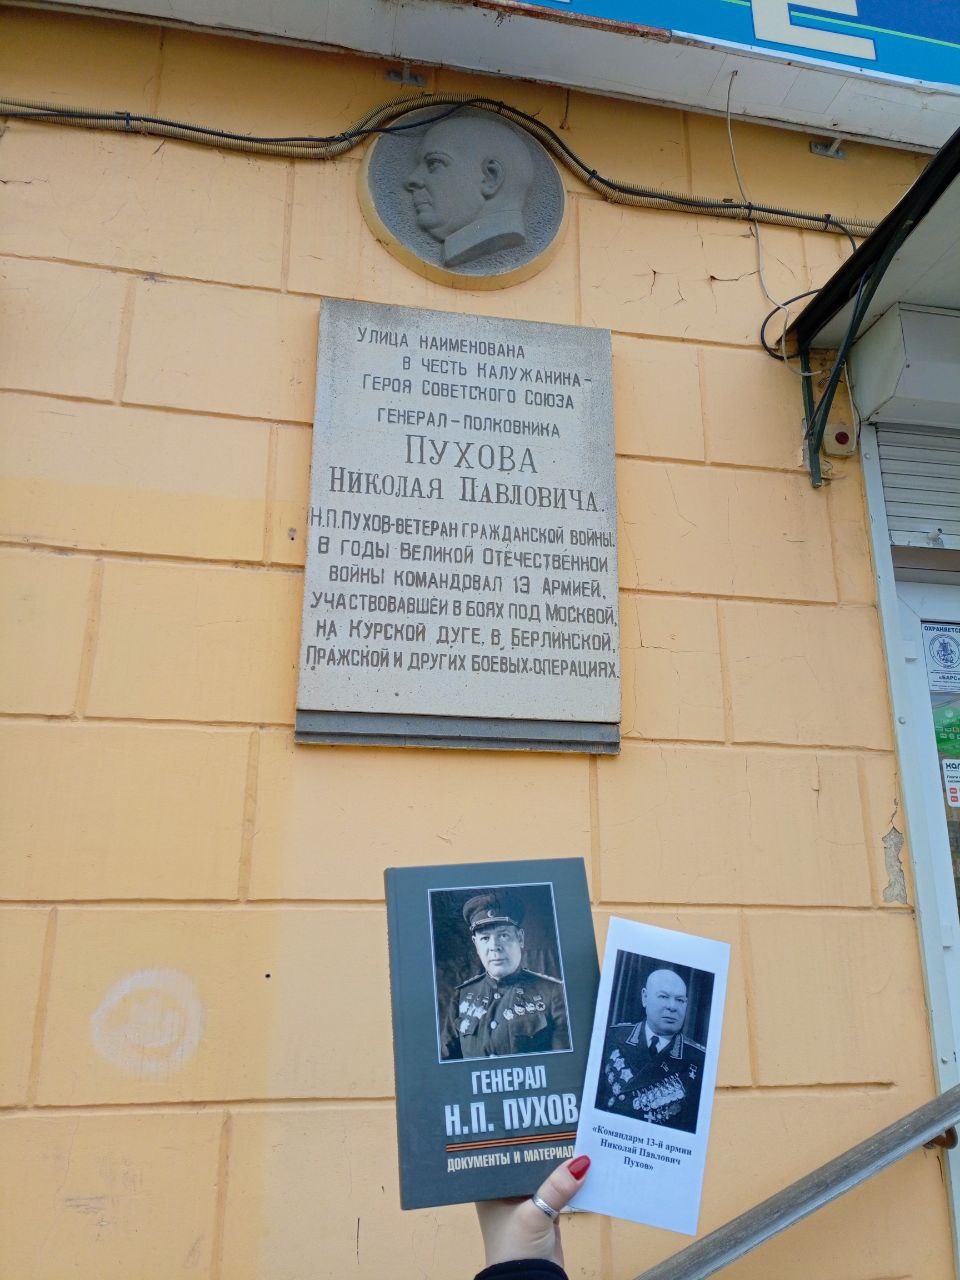 УЛИЦА НАИМЕНОВАНА
В ЧЕСТЬ КАЛУЖАНИНА-
ГЕРОЯ СОВЕТСКОГО СОЮЗА
ГЕНЕРАЛ-ПОЛКОВНИКА
ПУХОВА
НИКОЛАЯ ПАВЛОВИЧА.
Н.П.ПУХОВ-ВЕТЕРАН ГРАЖДАНСКОЙ ВОЙНЫ.
В ГОДЫ ВЕЛИКОЙ ОТЕЧЕСТВЕННОЙ
ВОЙНЫ КОМАНДОВАЛ 13 АРМИЕЙ,
УЧАСТВОВАВШЕЙ В БОЯХ ПОД МОСКВОЙ,
НА КУРСКОЙ ДУГЕ, В БЕРЛИНСКОЙ,
ПРАЖСКОЙ И ДРУГИХ БОЕВЫХ ОПЕРАЦИЯХ.
ОХРАНЯЕТСЯ
«БАРС»
ГЕНЕРАЛ
Н.П. ПУХОВ
ДОКУМЕНТЫ И МАТЕРИАЛ
«Командарм 13-й армии
Николай Павлович
Пухов»